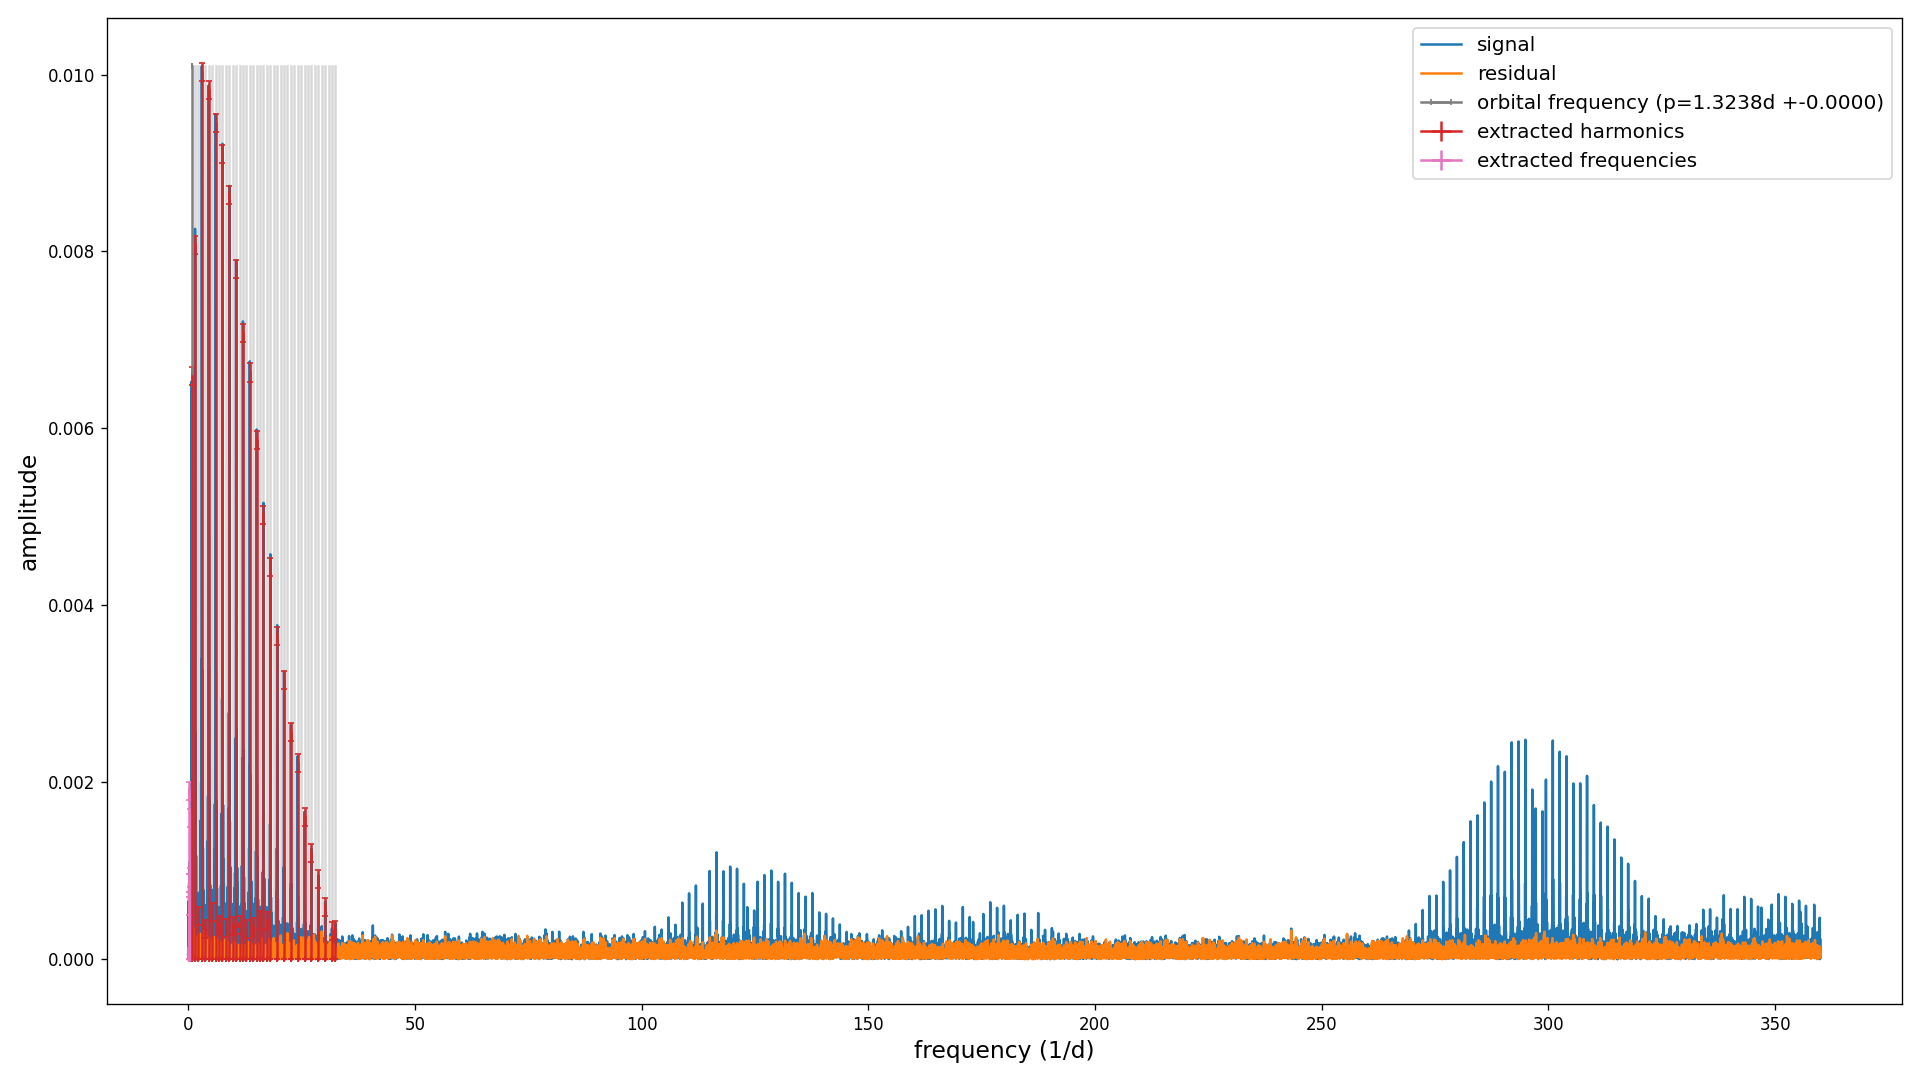 signal
residual
orbital frequency (p=1.3238d +-0.0000)
extracted harmonics
extracted frequencies
amplitude
0.010
0.008
0.006
0.004
0.002
0.000
0 50 100 150 200 250 300 350
frequency (1/d)